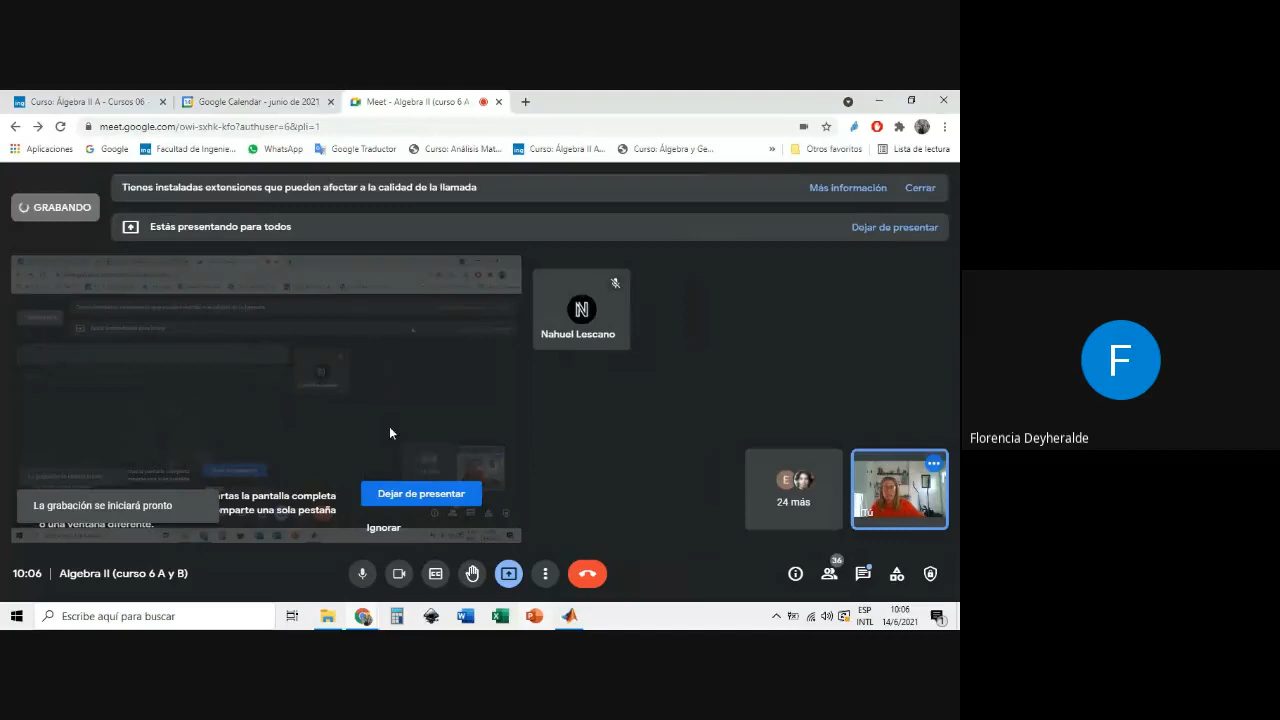 Curso: Álgebra II A - Cursos 06
Google Calendar - junio de 2021
Meet - Algebra II (curso 6 A
meet.google.com/owi-sxhk-kfo?authuser=6&pli=1
Aplicaciones
Google
Facultad de Ingenie...
WhatsApp
Google Traductor
Curso: Análisis Mat...
Curso: Álgebra II A...
Curso: Álgebra y Ge...
»
Otros favoritos
Lista de lectura
GRABANDO
Tienes instaladas extensiones que pueden afectar a la calidad de la llamada
Más información
Cerrar
Estás presentando para todos
Dejar de presentar
N
Nahuel Lescano
F
Florencia Deyheralde
E
24 más
Tú
La grabación se iniciará pronto
rtas la pantalla completa
mparte una sola pestaña
o una ventana diferente.
Dejar de presentar
Ignorar
10:06 | Algebra II (curso 6 A y B)
36
Escribe aquí para buscar
ESP
INTL
10:06
14/6/2021
1